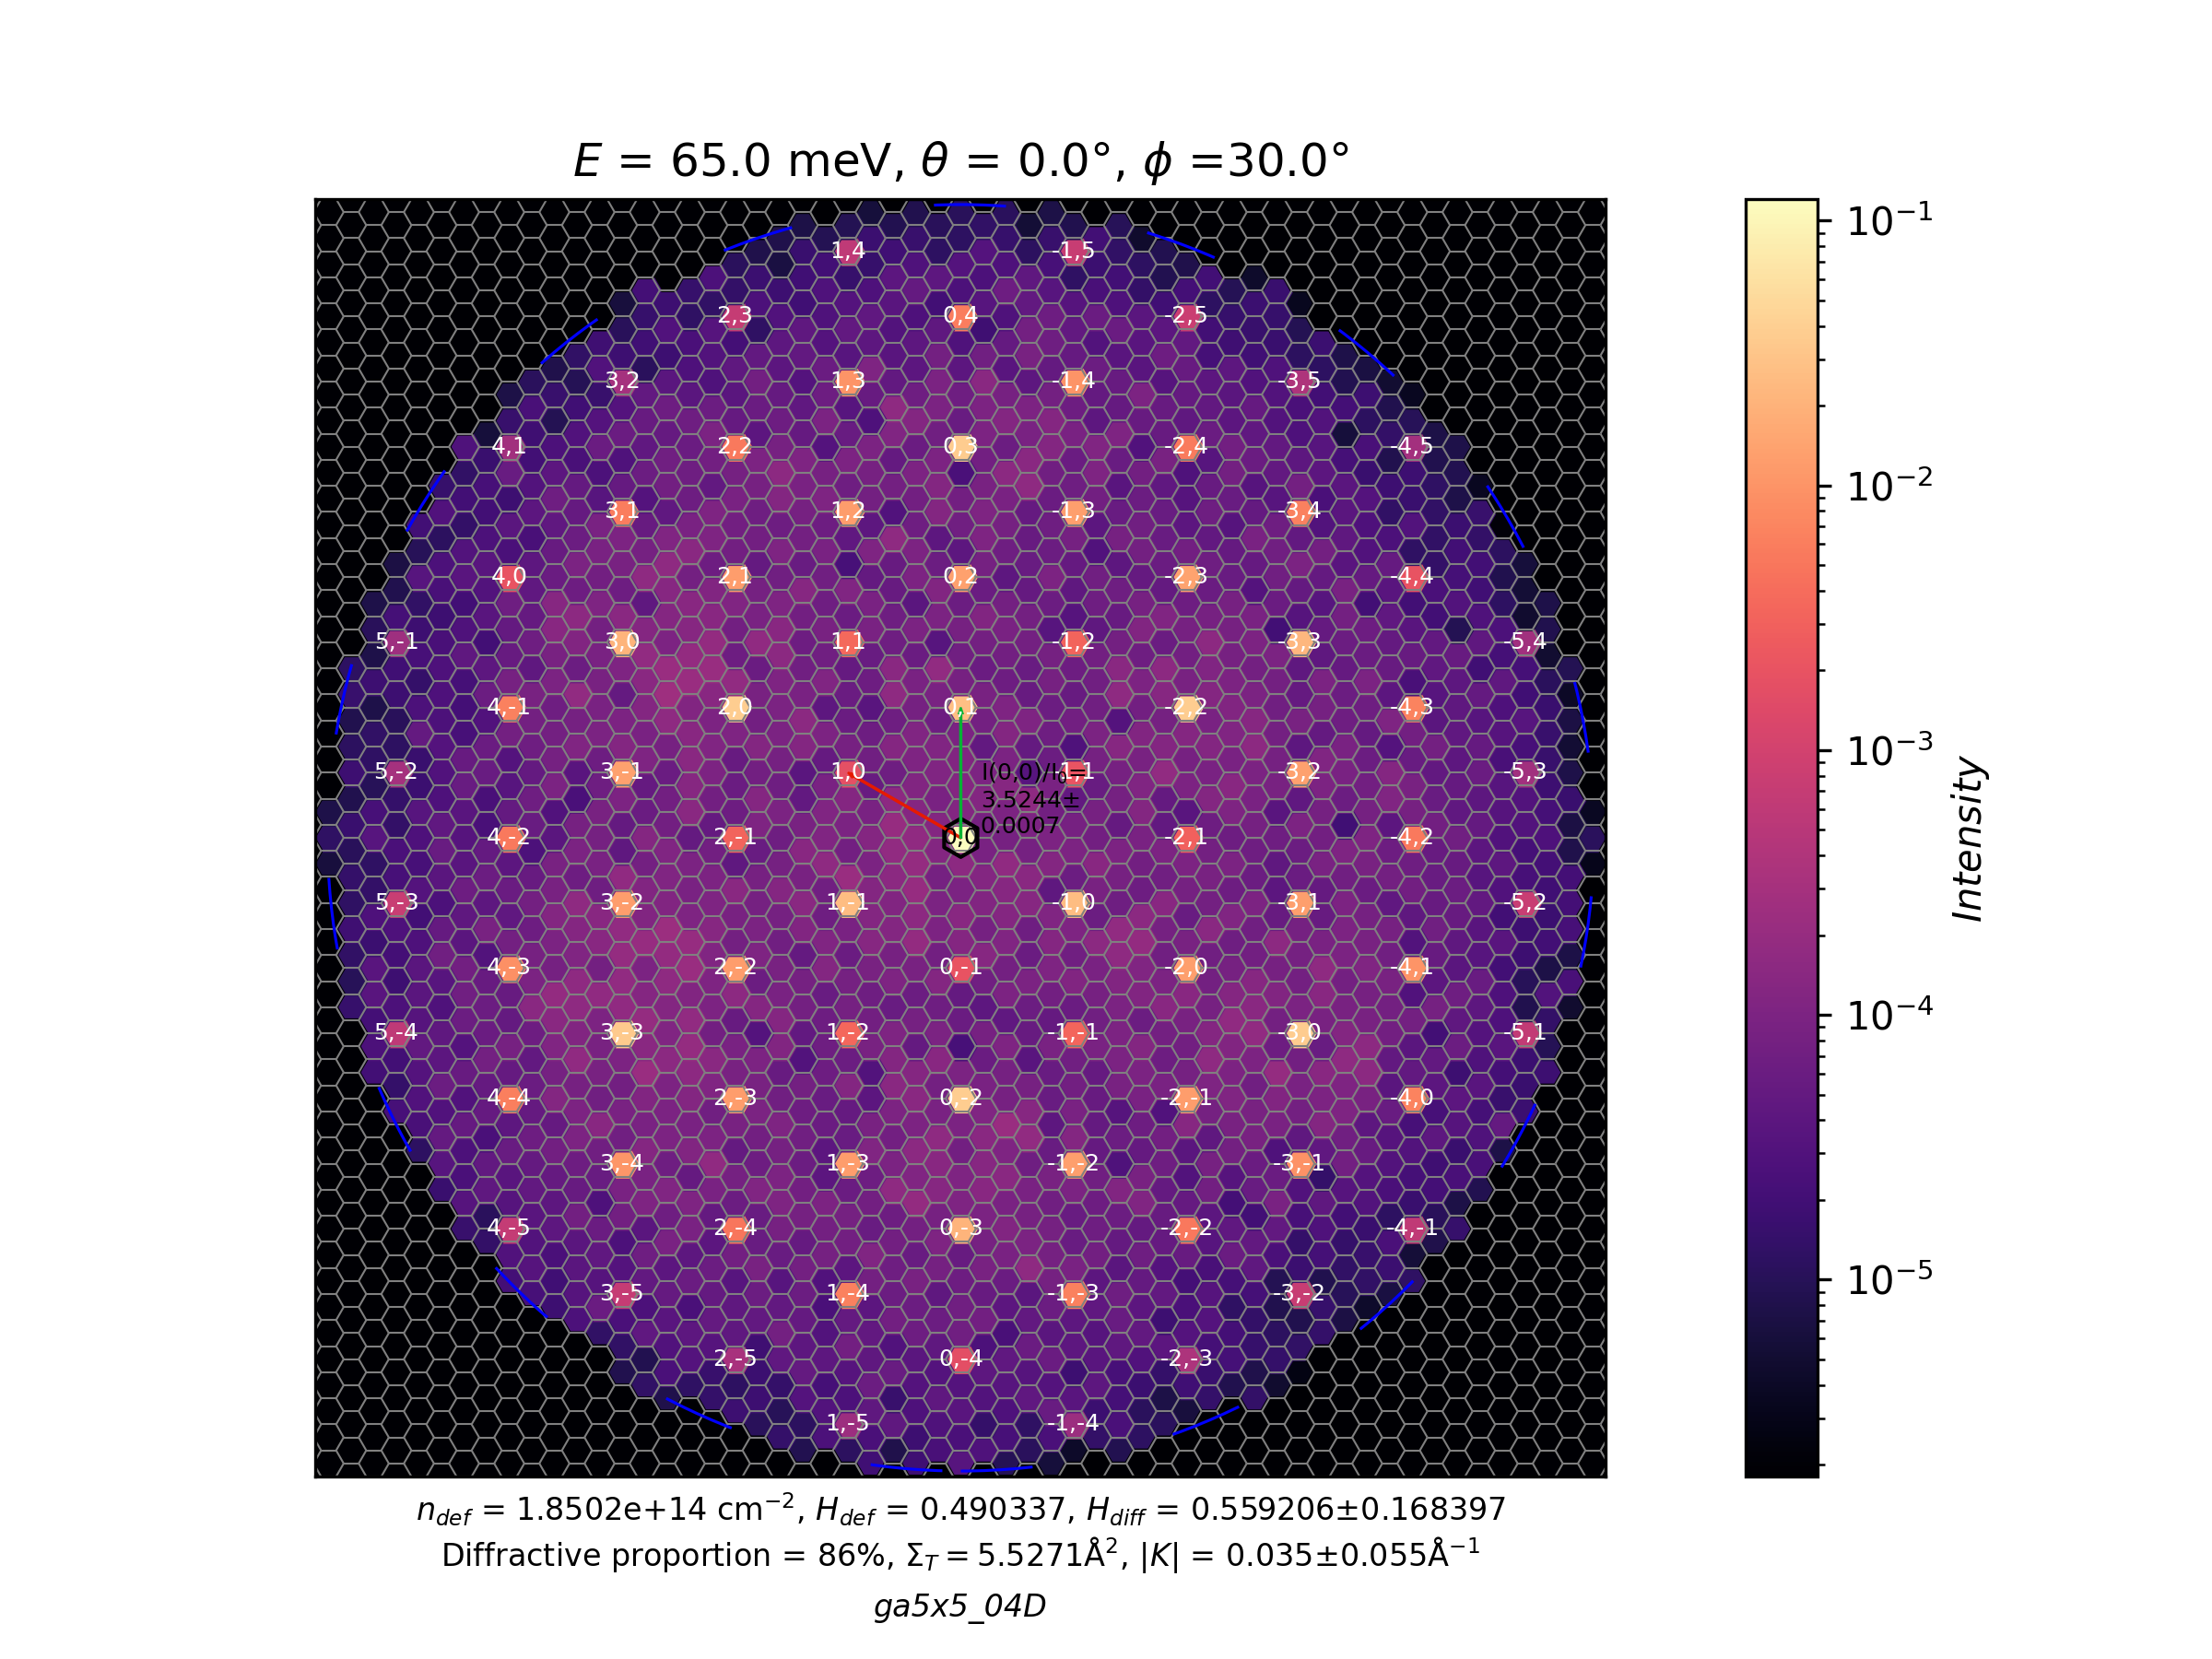 E = 65.0 meV, θ = 0.0°, ϕ =30.0°
1,4 -1,5
2,3 0,4 -2,5
3,2 1,3 -1,4 -3,5
4,1 2,2 0,3 -2,4 -4,5
3,1 1,2 -1,3 -3,4
4,0 2,1 0,2 -2,3 -4,4
5,-1 3,0 1,1 -1,2 -3,3 -5,4
4,-1 2,0 0,1 -2,2 -4,3
5,-2 3,-1 1,0 -1,1 -3,2 -5,3
I(0,0)/I₀=
3.5244±
0.0007
4,-2 2,-1 0,0 -2,1 -4,2
5,-3 3,-2 1,-1 -1,0 -3,1 -5,2
4,-3 2,-2 0,-1 -2,0 -4,1
5,-4 3,-3 1,-2 -1,-1 -3,0 -5,1
4,-4 2,-3 0,-2 -2,-1 -4,0
3,-4 1,-3 -1,-2 -3,-1
4,-5 2,-4 0,-3 -2,-2 -4,-1
3,-5 1,-4 -1,-3 -3,-2
2,-5 0,-4 -2,-3
1,-5 -1,-4
10⁻¹
10⁻²
10⁻³
10⁻⁴
10⁻⁵
Intensity
n_def = 1.8502e+14 cm⁻², H_def = 0.490337, H_diff = 0.559206±0.168397
Diffractive proportion = 86%, Σ_T = 5.5271Å², |K| = 0.035±0.055Å⁻¹
ga5x5_04D